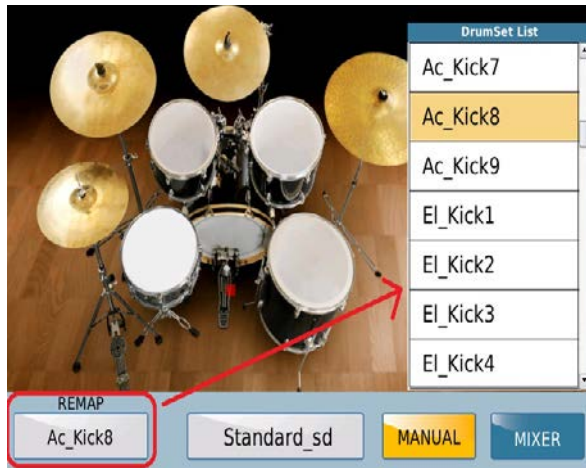 DrumSet List
Ac_Kick7
Ac_Kick8
Ac_Kick9
El_Kick1
El_Kick2
El_Kick3
El_Kick4
REMAP
Ac_Kick8
Standard_sd
MANUAL
MIXER